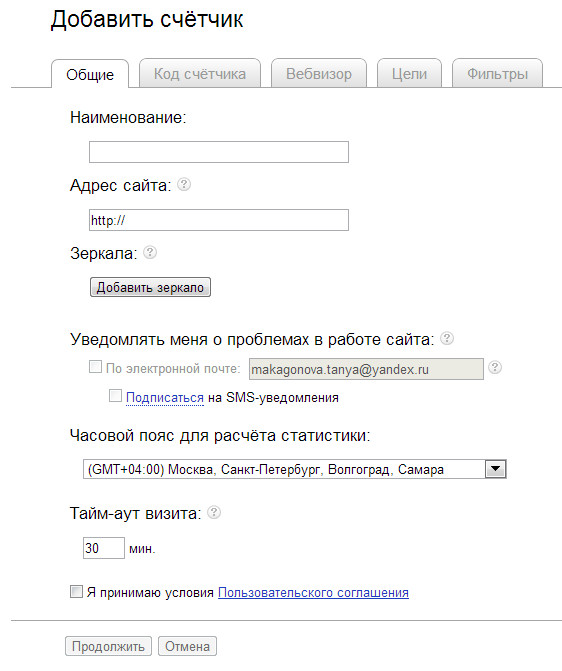 Добавить счётчик
Общие Код счётчика Вебвизор Цели Фильтры
Наименование:
Адрес сайта: ?
http://
Зеркала: ?
Добавить зеркало
Уведомлять меня о проблемах в работе сайта: ?
По электронной почте: makagonova.tanya@yandex.ru ?
Подписаться на SMS-уведомления
Часовой пояс для расчёта статистики:
(GMT+04:00) Москва, Санкт-Петербург, Волгоград, Самара
Тайм-аут визита: ?
30 мин.
Я принимаю условия Пользовательского соглашения
Продолжить Отмена